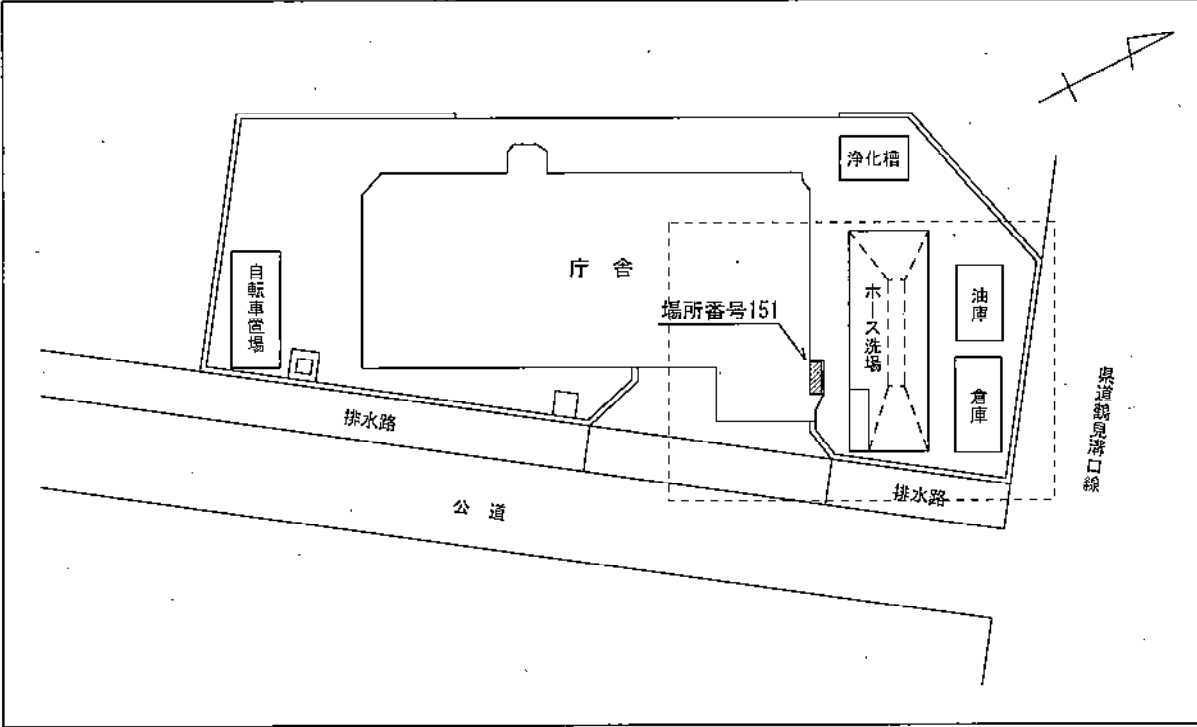 浄化槽
庁舎
自転車置場
ホース洗場
油庫
場所番号151
倉庫
県道鶴見溝口線
排水路
排水路
公道